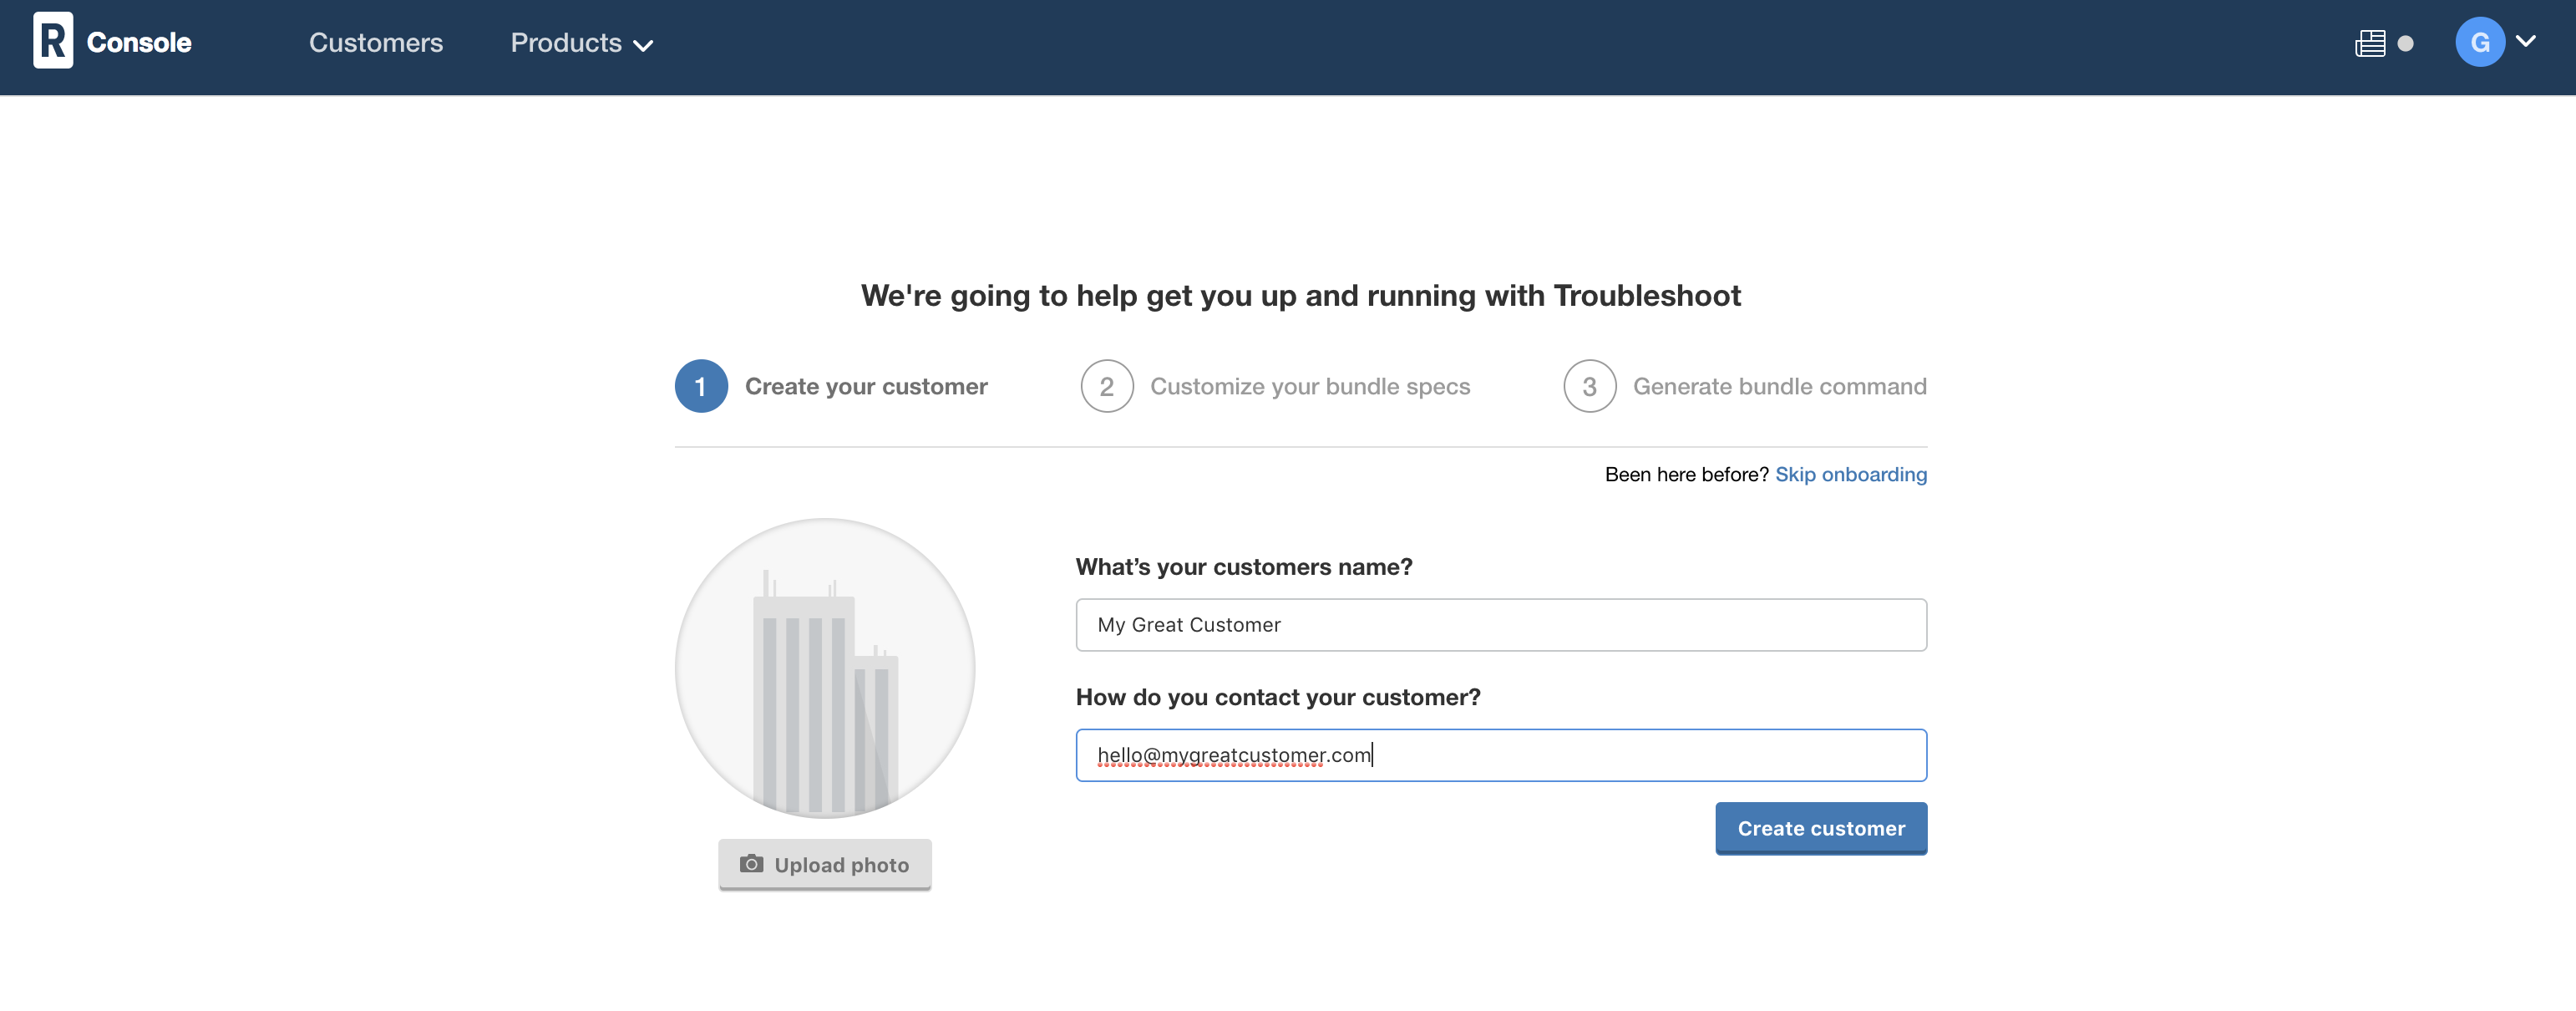 R Console Customers Products G
We're going to help get you up and running with Troubleshoot
1 Create your customer 2 Customize your bundle specs 3 Generate bundle command
Been here before? Skip onboarding
What’s your customers name?
My Great Customer
How do you contact your customer?
hello@mygreatcustomer.com
Create customer
Upload photo